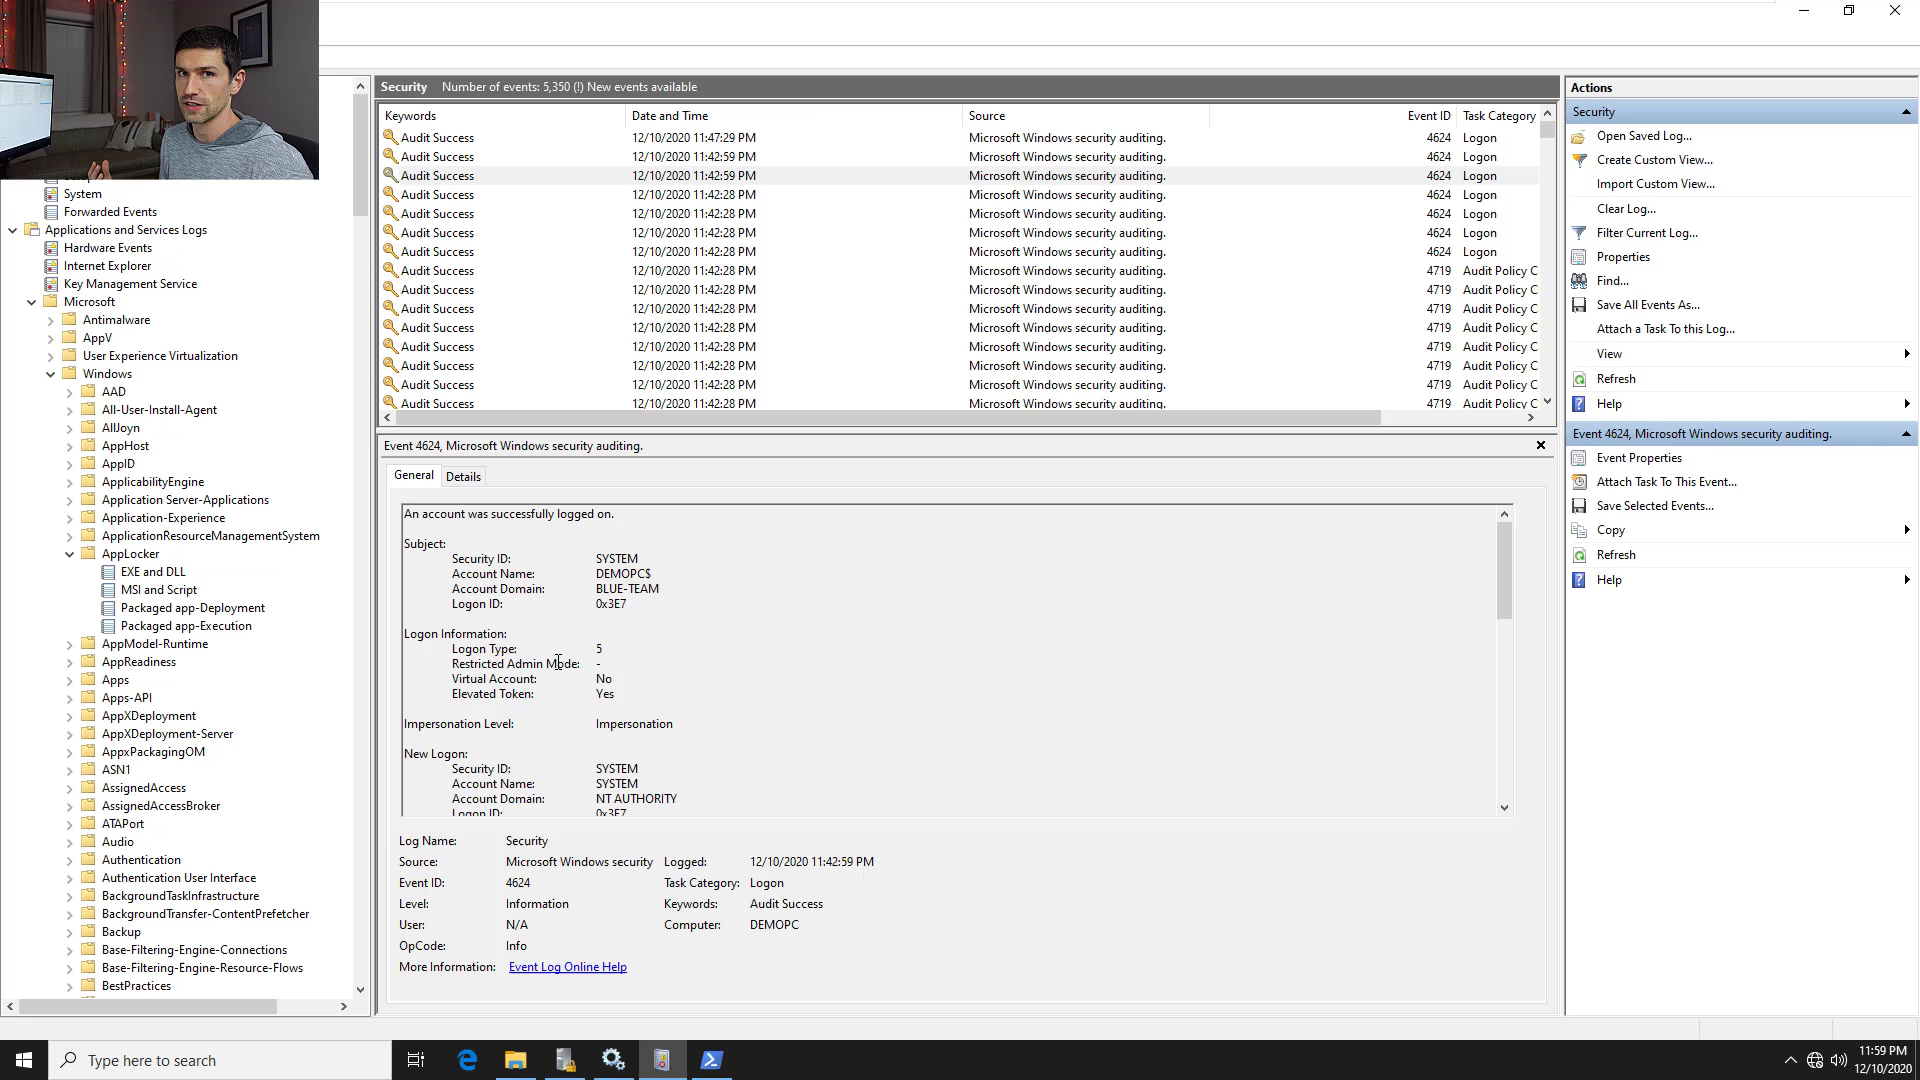 Security Number of events: 5,350 (!) New events available
Keywords Date and Time Source Event ID Task Category
Audit Success 12/10/2020 11:47:29 PM Microsoft Windows security auditing. 4624 Logon
Audit Success 12/10/2020 11:42:59 PM Microsoft Windows security auditing. 4624 Logon
Audit Success 12/10/2020 11:42:59 PM Microsoft Windows security auditing. 4624 Logon
Audit Success 12/10/2020 11:42:28 PM Microsoft Windows security auditing. 4624 Logon
Audit Success 12/10/2020 11:42:28 PM Microsoft Windows security auditing. 4624 Logon
Audit Success 12/10/2020 11:42:28 PM Microsoft Windows security auditing. 4624 Logon
Audit Success 12/10/2020 11:42:28 PM Microsoft Windows security auditing. 4624 Logon
Audit Success 12/10/2020 11:42:28 PM Microsoft Windows security auditing. 4719 Audit Policy C
Audit Success 12/10/2020 11:42:28 PM Microsoft Windows security auditing. 4719 Audit Policy C
Audit Success 12/10/2020 11:42:28 PM Microsoft Windows security auditing. 4719 Audit Policy C
Audit Success 12/10/2020 11:42:28 PM Microsoft Windows security auditing. 4719 Audit Policy C
Audit Success 12/10/2020 11:42:28 PM Microsoft Windows security auditing. 4719 Audit Policy C
Audit Success 12/10/2020 11:42:28 PM Microsoft Windows security auditing. 4719 Audit Policy C
Audit Success 12/10/2020 11:42:28 PM Microsoft Windows security auditing. 4719 Audit Policy C
Audit Success 12/10/2020 11:42:28 PM Microsoft Windows security auditing. 4719 Audit Policy C
System
Forwarded Events
Applications and Services Logs
Hardware Events
Internet Explorer
Key Management Service
Microsoft
Antimalware
AppV
User Experience Virtualization
Windows
AAD
All-User-Install-Agent
AllJoyn
AppHost
AppID
ApplicabilityEngine
Application Server-Applications
Application-Experience
ApplicationResourceManagementSystem
AppLocker
EXE and DLL
MSI and Script
Packaged app-Deployment
Packaged app-Execution
AppModel-Runtime
AppReadiness
Apps
Apps-API
AppXDeployment
AppXDeployment-Server
AppxPackagingOM
ASN1
AssignedAccess
AssignedAccessBroker
ATAPort
Audio
Authentication
Authentication User Interface
BackgroundTaskInfrastructure
BackgroundTransfer-ContentPrefetcher
Backup
Base-Filtering-Engine-Connections
Base-Filtering-Engine-Resource-Flows
BestPractices
Event 4624, Microsoft Windows security auditing.
General Details
An account was successfully logged on.
Subject:
Security ID: SYSTEM
Account Name: DEMOPC$
Account Domain: BLUE-TEAM
Logon ID: 0x3E7
Logon Information:
Logon Type: 5
Restricted Admin Mode: -
Virtual Account: No
Elevated Token: Yes
Impersonation Level: Impersonation
New Logon:
Security ID: SYSTEM
Account Name: SYSTEM
Account Domain: NT AUTHORITY
Logon ID: 0x3E7
Log Name: Security
Source: Microsoft Windows security Logged: 12/10/2020 11:42:59 PM
Event ID: 4624 Task Category: Logon
Level: Information Keywords: Audit Success
User: N/A Computer: DEMOPC
OpCode: Info
More Information: Event Log Online Help
Actions
Security
Open Saved Log...
Create Custom View...
Import Custom View...
Clear Log...
Filter Current Log...
Properties
Find...
Save All Events As...
Attach a Task To this Log...
View
Refresh
Help
Event 4624, Microsoft Windows security auditing.
Event Properties
Attach Task To This Event...
Save Selected Events...
Copy
Refresh
Help
Type here to search
11:59 PM
12/10/2020